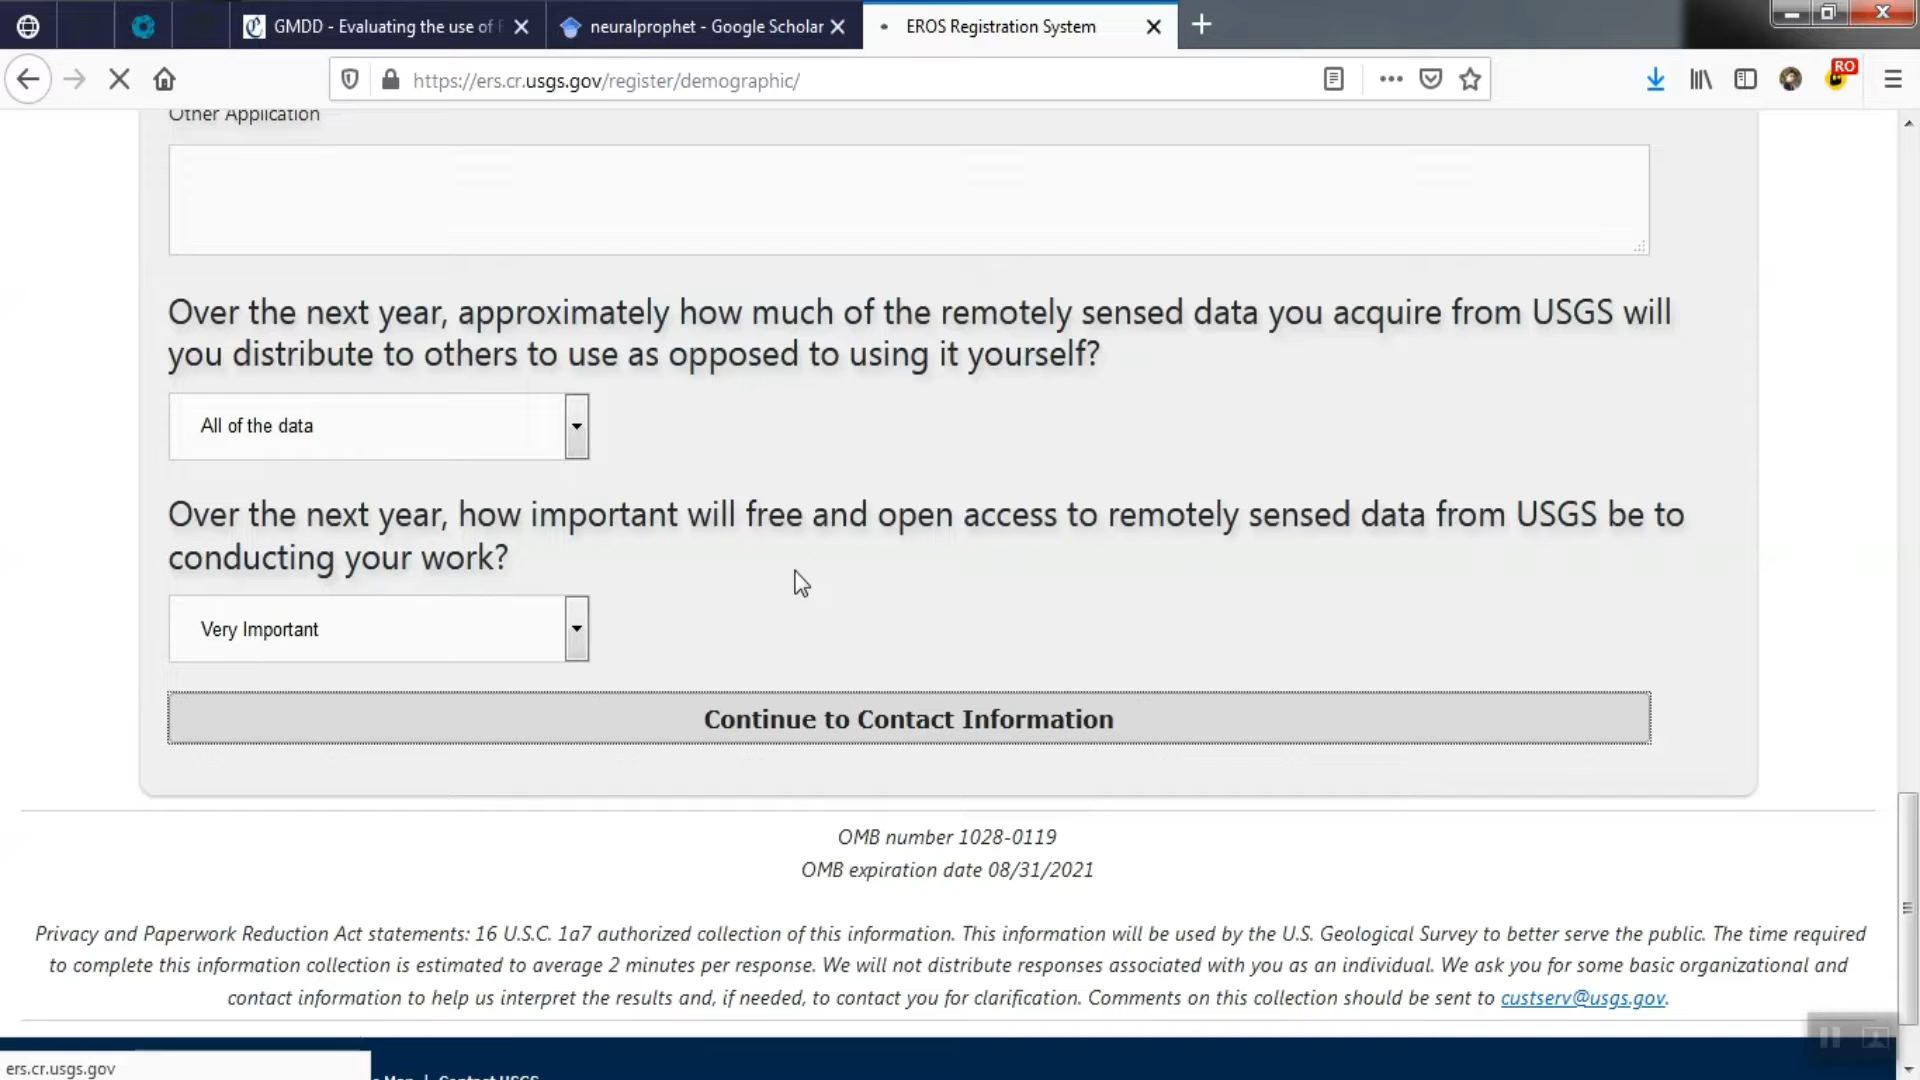 GMDD - Evaluating the use of F
neuralprophet - Google Scholar
EROS Registration System
https://ers.cr.usgs.gov/register/demographic/
RO
Other Application
Over the next year, approximately how much of the remotely sensed data you acquire from USGS will
you distribute to others to use as opposed to using it yourself?
All of the data
Over the next year, how important will free and open access to remotely sensed data from USGS be to
conducting your work?
Very Important
Continue to Contact Information
OMB number 1028-0119
OMB expiration date 08/31/2021
Privacy and Paperwork Reduction Act statements: 16 U.S.C. 1a7 authorized collection of this information. This information will be used by the U.S. Geological Survey to better serve the public. The time required
to complete this information collection is estimated to average 2 minutes per response. We will not distribute responses associated with you as an individual. We ask you for some basic organizational and
contact information to help us interpret the results and, if needed, to contact you for clarification. Comments on this collection should be sent to custserv@usgs.gov.
ers.cr.usgs.gov
Map | Contact USGS